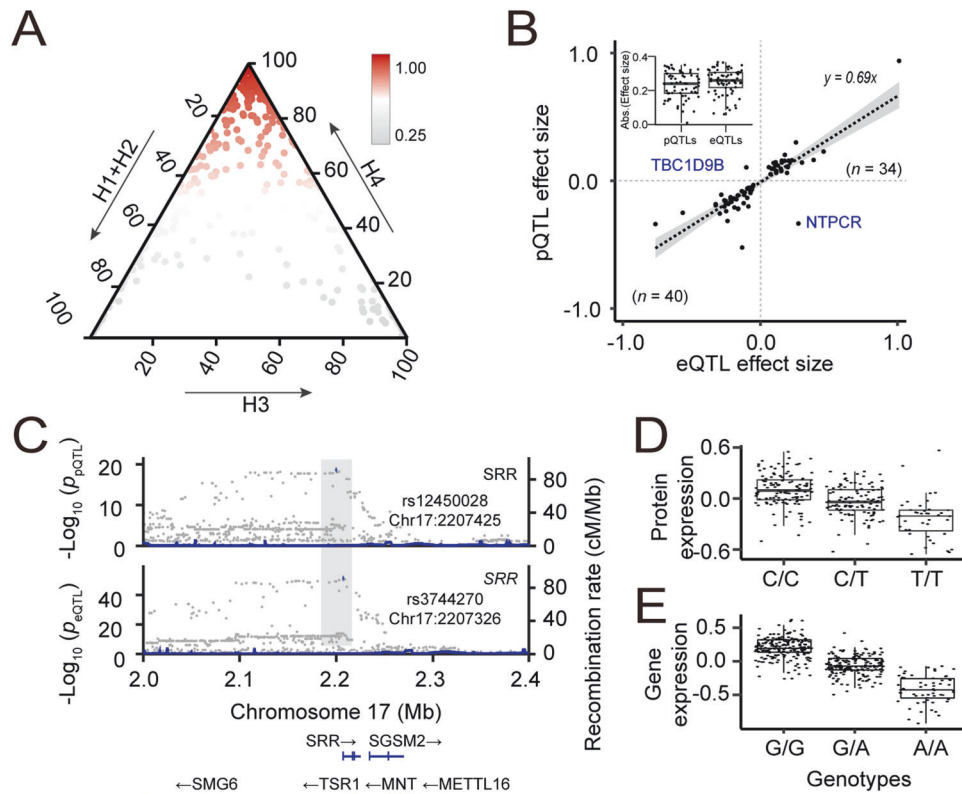 A
100
1.00
0.25
20
40
60
80
100
H1+H2
80
60
40
20
H4
20
40
60
80
100
H3
B
1.0
0.0
-1.0
pQTL effect size
0.4
0.2
0.0
Abs.(Effect size)
pQTLs
eQTLs
y = 0.69x
TBC1D9B
(n = 34)
NTPCR
(n = 40)
-1.0
0.0
1.0
eQTL effect size
C
-Log10 (ppQTL)
20
10
0
SRR
rs12450028
Chr17:2207425
80
40
0
-Log10 (peQTL)
40
20
0
SRR
rs3744270
Chr17:2207326
80
40
0
Recombination rate (cM/Mb)
2.0
2.1
2.2
2.3
2.4
Chromosome 17 (Mb)
SRR→ SGSM2→
←SMG6 ←TSR1 ←MNT ←METTL16
D
Protein
expression
0.6
0.0
-0.6
C/C C/T T/T
E
Gene
expression
0.5
0.0
-0.5
G/G G/A A/A
Genotypes